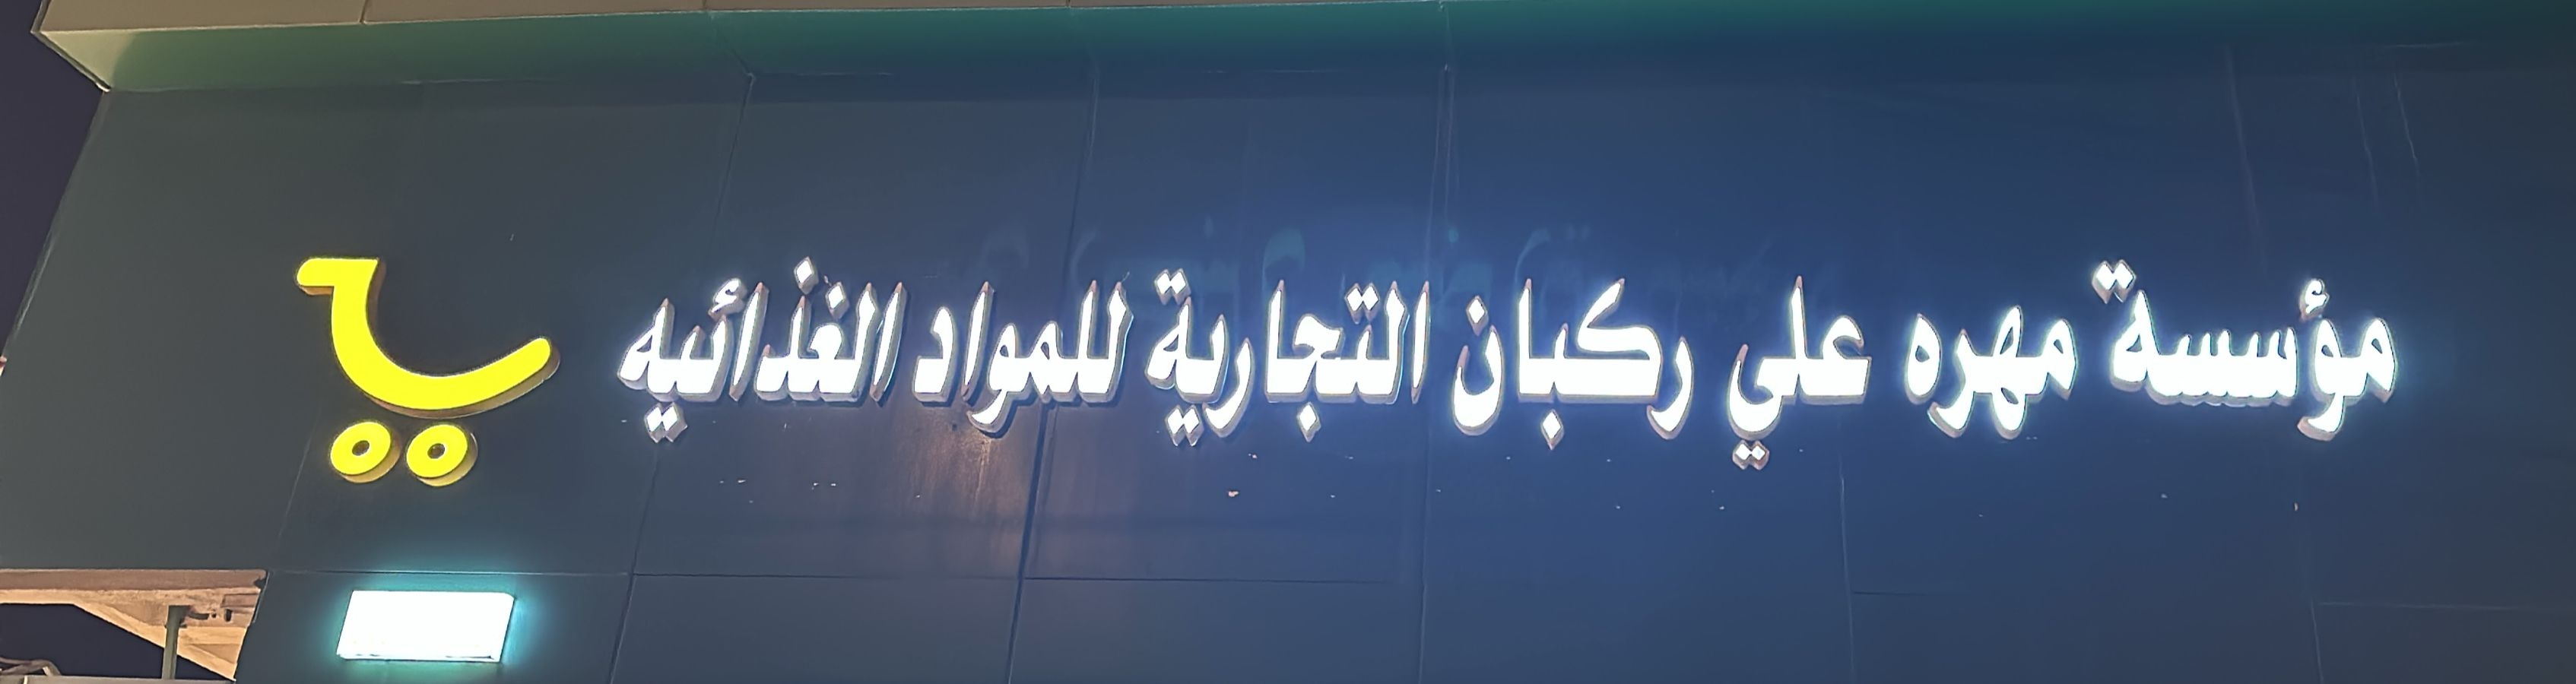 مؤسسة مهره علي ركبان التجارية للمواد الغذائيه